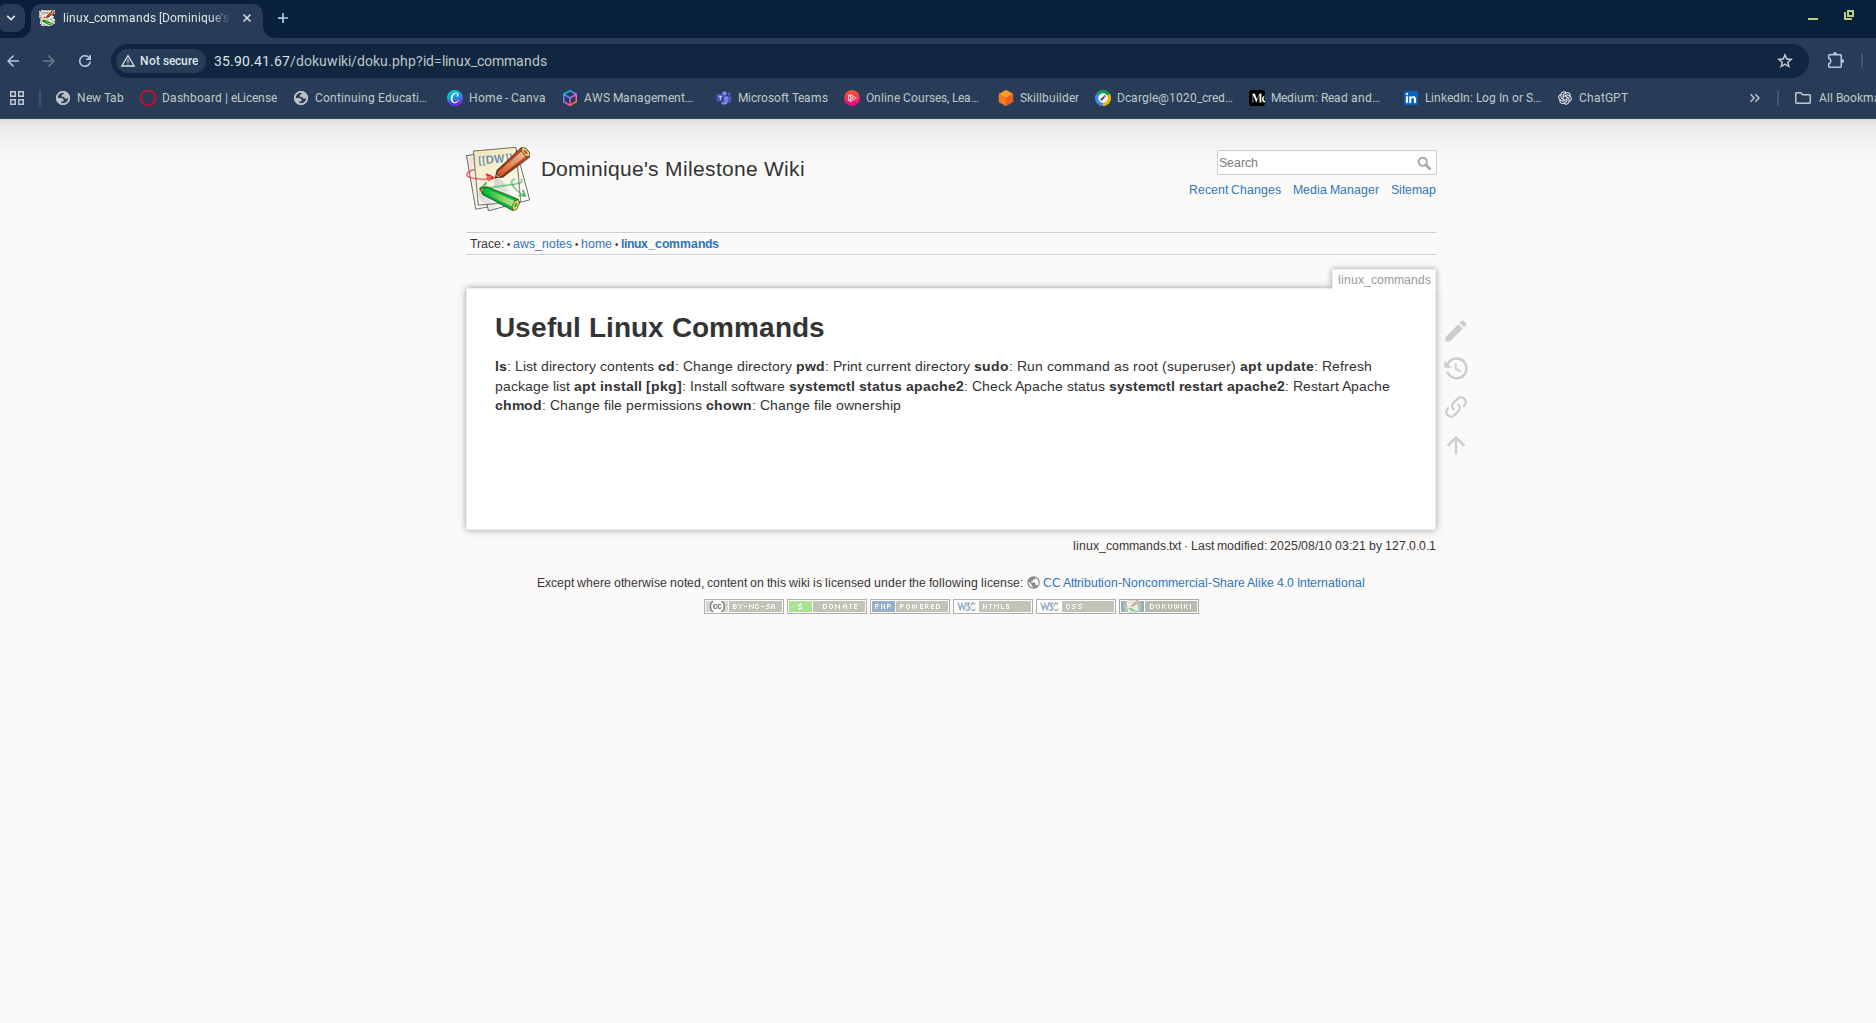 linux_commands [Dominique's
Not secure
35.90.41.67/dokuwiki/doku.php?id=linux_commands
New Tab
Dashboard | eLicense
Continuing Educati...
Home - Canva
AWS Management...
Microsoft Teams
Online Courses, Lea...
Skillbuilder
Dcargle@1020_cred...
Medium: Read and...
LinkedIn: Log In or S...
ChatGPT
All Bookma
[[DW]]
Dominique's Milestone Wiki
Search
Recent Changes Media Manager Sitemap
Trace: • aws_notes • home • linux_commands
linux_commands
Useful Linux Commands
ls: List directory contents cd: Change directory pwd: Print current directory sudo: Run command as root (superuser) apt update: Refresh
package list apt install [pkg]: Install software systemctl status apache2: Check Apache status systemctl restart apache2: Restart Apache
chmod: Change file permissions chown: Change file ownership
linux_commands.txt · Last modified: 2025/08/10 03:21 by 127.0.0.1
Except where otherwise noted, content on this wiki is licensed under the following license: CC Attribution-Noncommercial-Share Alike 4.0 International
cc BY-NC-SA
$ DONATE
PHP POWERED
W3C HTML5
W3C CSS
DOKUWIKI